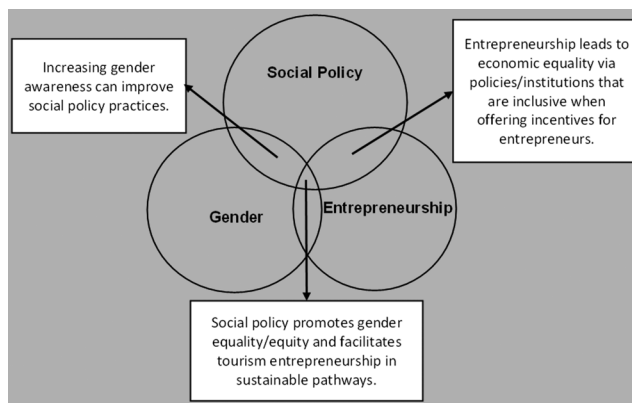 Social Policy
Increasing gender
awareness can improve
social policy practices.
Entrepreneurship leads to
economic equality via
policies/institutions that
are inclusive when
offering incentives for
entrepreneurs.
Gender
Entrepreneurship
Social policy promotes gender
equality/equity and facilitates
tourism entrepreneurship in
sustainable pathways.